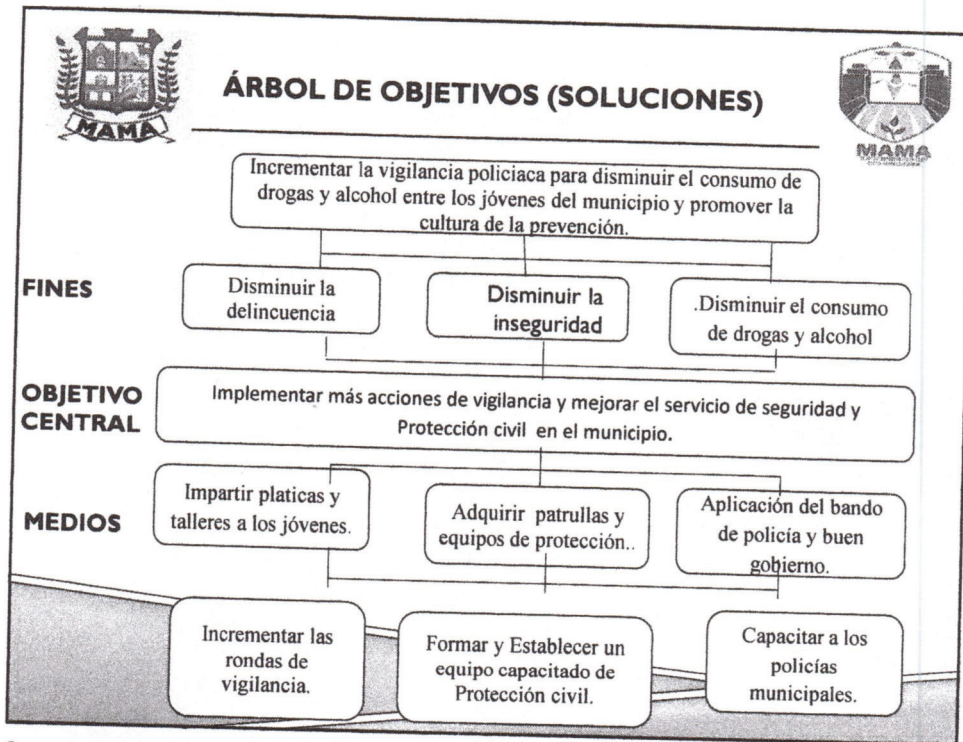 ÁRBOL DE OBJETIVOS (SOLUCIONES)
MAMA
MAMA
Incrementar la vigilancia policiaca para disminuir el consumo de
drogas y alcohol entre los jóvenes del municipio y promover la
cultura de la prevención.
FINES
Disminuir la
delincuencia
Disminuir la
inseguridad
.Disminuir el consumo
de drogas y alcohol
OBJETIVO
CENTRAL
Implementar más acciones de vigilancia y mejorar el servicio de seguridad y
Protección civil en el municipio.
MEDIOS
Impartir platicas y
talleres a los jóvenes.
Adquirir patrullas y
equipos de protección..
Aplicación del bando
de policía y buen
gobierno.
Incrementar las
rondas de
vigilancia.
Formar y Establecer un
equipo capacitado de
Protección civil.
Capacitar a los
policías
municipales.